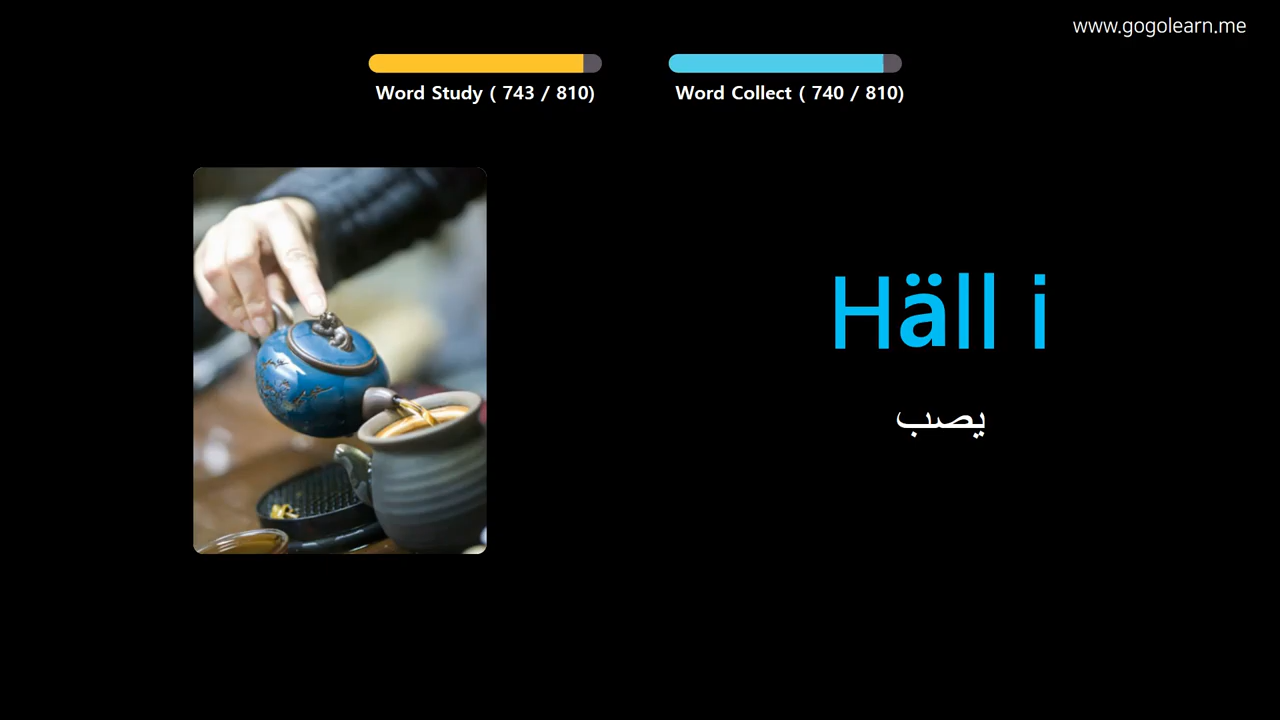 www.gogolearn.me
Word Study ( 743 / 810)
Word Collect ( 740 / 810)
Häll i
يصب